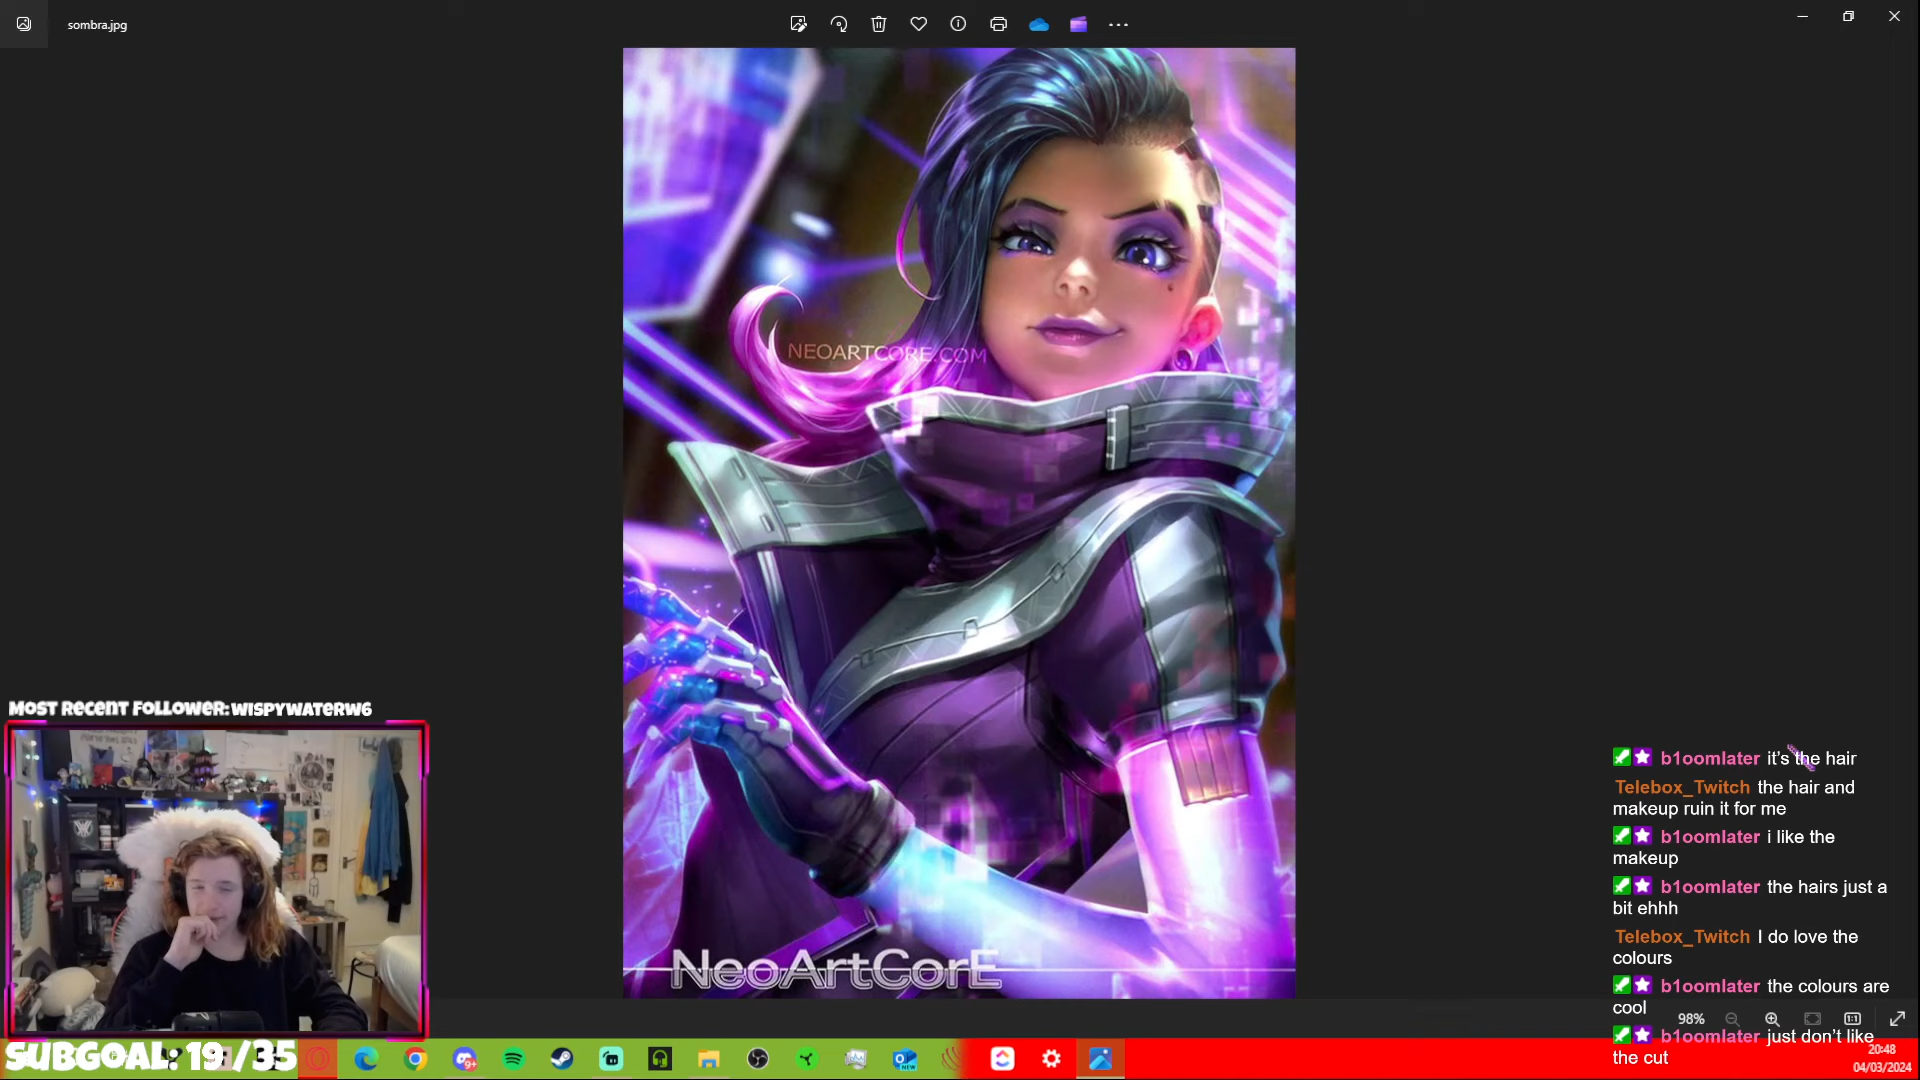 sombra.jpg
NEOARTCORE.COM
NeoArtCorE
MOST RECENT FOLLOWER: WISPYWATERW6
b1oomlater it's the hair
Telebox_Twitch the hair and
makeup ruin it for me
b1oomlater i like the
makeup
b1oomlater the hairs just a
bit ehhh
Telebox_Twitch I do love the
colours
b1oomlater the colours are
cool
98%
b1oomlater just don't like
the cut
SUBGOAL: 19/35
9+
NEW
20:48
04/03/2024